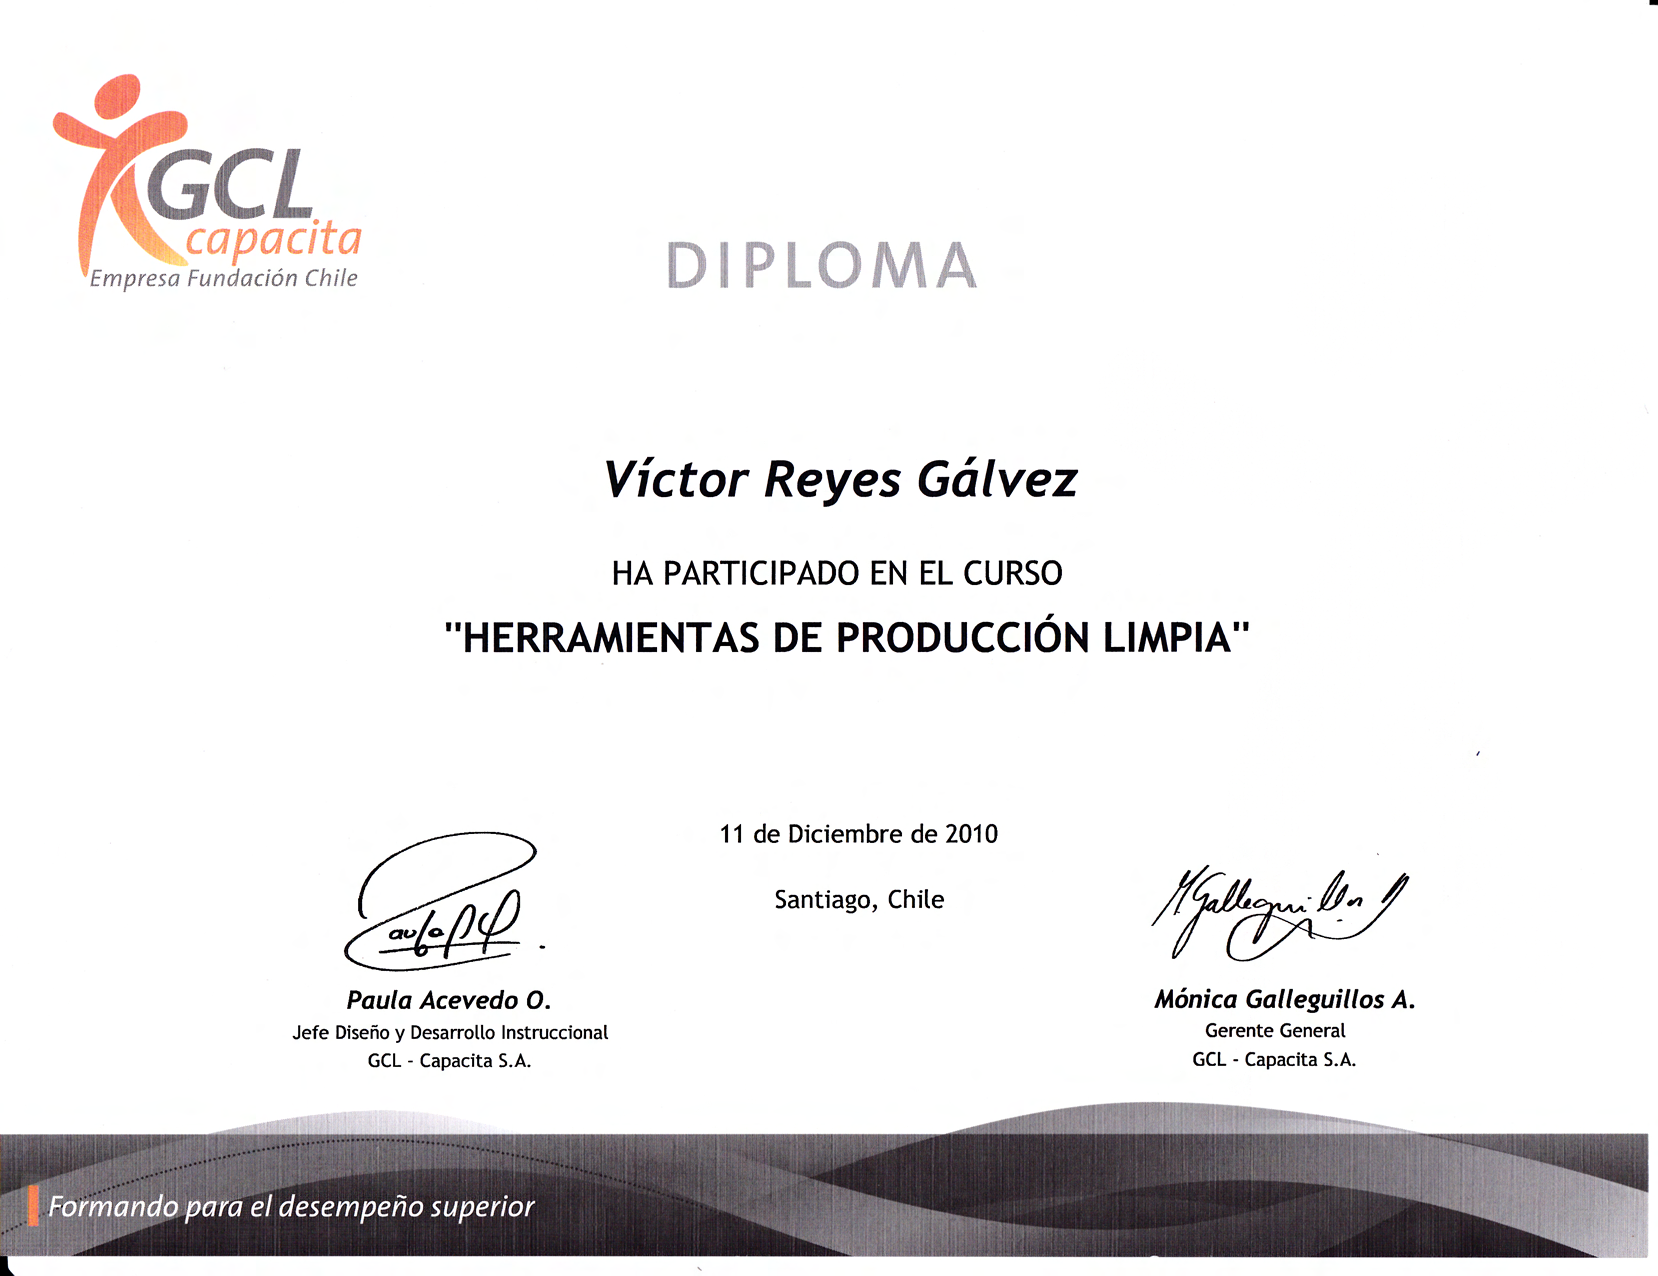 GCL
capacita
Empresa Fundación Chile
DIPLOMA
Víctor Reyes Gálvez
HA PARTICIPADO EN EL CURSO
"HERRAMIENTAS DE PRODUCCIÓN LIMPIA"
11 de Diciembre de 2010
Santiago, Chile
M Galleguillos
Paula Acevedo O.
Jefe Diseño y Desarrollo Instruccional
GCL - Capacita S.A.
Mónica Galleguillos A.
Gerente General
GCL - Capacita S.A.
Formando para el desempeño superior